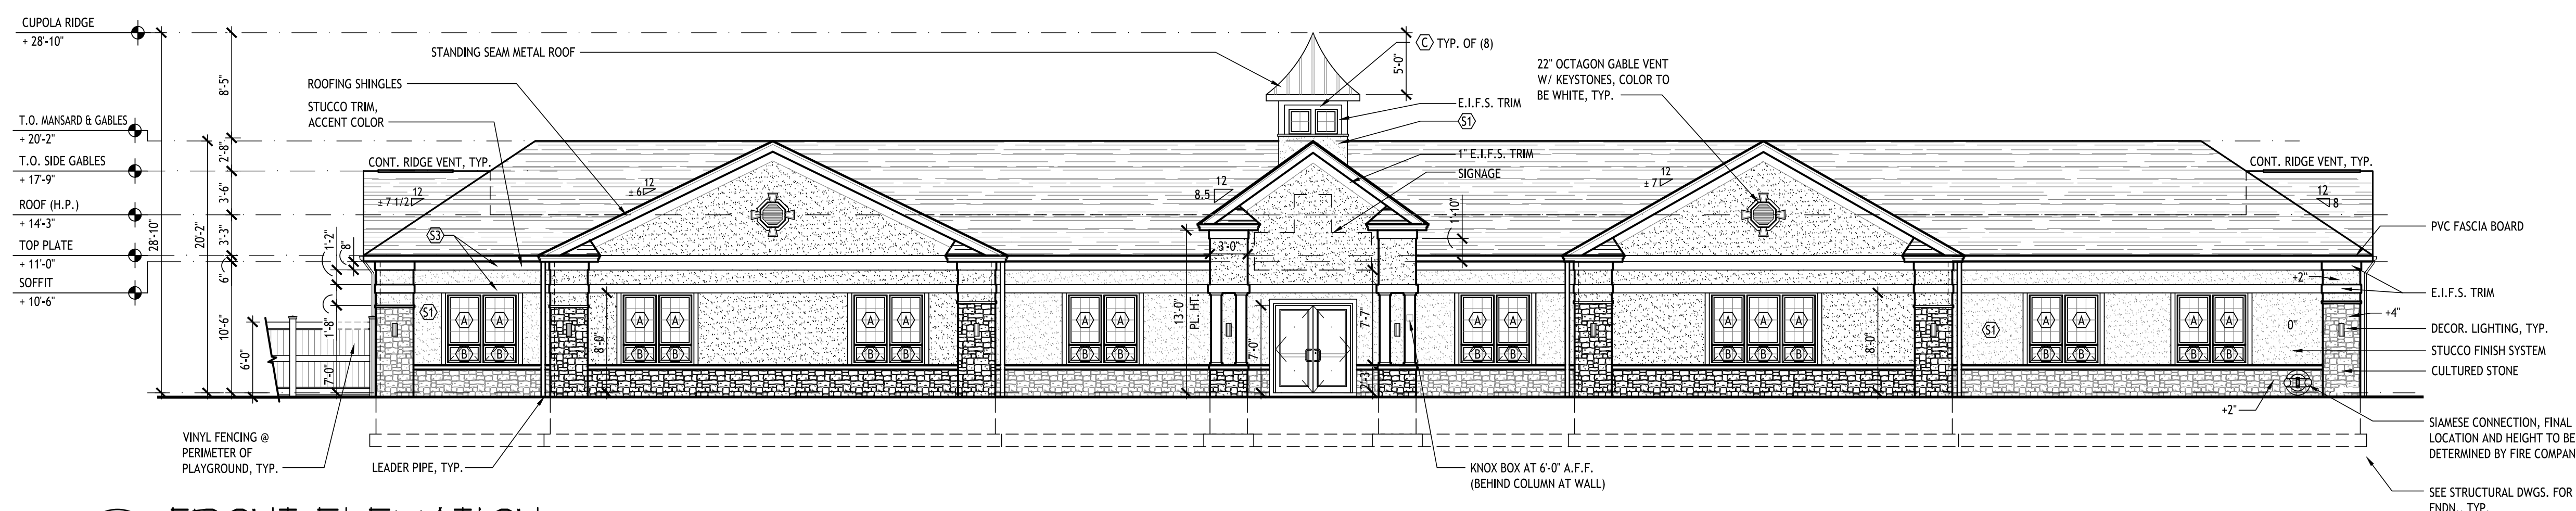 CUPOLA RIDGE
+ 28'-10"
T.O. MANSARD & GABLES
+ 20'-2"
T.O. SIDE GABLES
+ 17'-9"
ROOF (H.P.)
+ 14'-3"
TOP PLATE
+ 11'-0"
SOFFIT
+ 10'-6"
28'-10"
20'-2"
8'-5"
2'-8"
3'-6"
3'-3"
6"
10'-6"
6'-0"
1'-2"
8"
1'-8"
7'-0"
STANDING SEAM METAL ROOF
ROOFING SHINGLES
STUCCO TRIM,
ACCENT COLOR
CONT. RIDGE VENT, TYP.
12
± 7 1/2
12
± 6
S3
S1
A A A A A A A A
B B B B B B B B
8'-0"
VINYL FENCING @
PERIMETER OF
PLAYGROUND, TYP.
LEADER PIPE, TYP.
C TYP. OF (8)
5'-0"
E.I.F.S. TRIM
S1
1" E.I.F.S. TRIM
SIGNAGE
12
8.5
3'-0"
1'-10"
13'-0"
PL. HT.
7'-0"
7'-7"
2'-3"
KNOX BOX AT 6'-0" A.F.F.
(BEHIND COLUMN AT WALL)
22" OCTAGON GABLE VENT
W/ KEYSTONES, COLOR TO
BE WHITE, TYP.
12
± 7
A A A A A A A A A
B B B B B B B B B
8'-0"
S1
CONT. RIDGE VENT, TYP.
12
8
PVC FASCIA BOARD
+2"
E.I.F.S. TRIM
+4"
0"
DECOR. LIGHTING, TYP.
STUCCO FINISH SYSTEM
CULTURED STONE
+2"
SIAMESE CONNECTION, FINAL
LOCATION AND HEIGHT TO BE
DETERMINED BY FIRE COMPAN
SEE STRUCTURAL DWGS. FOR
FNDN., TYP.
FRONT ELEVATION